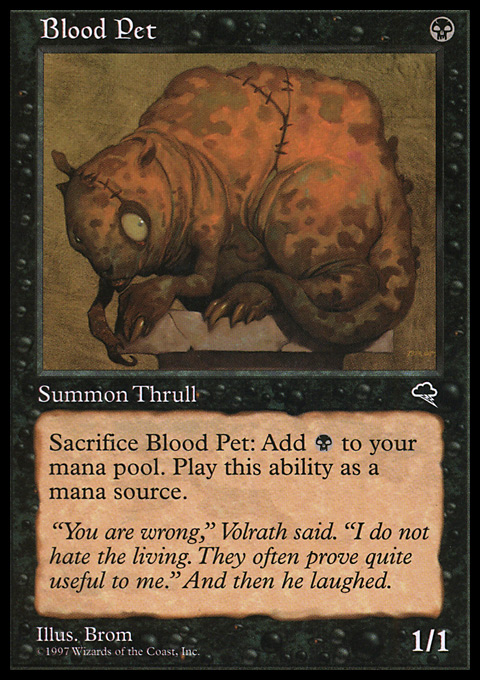 Blood Pet
Summon Thrull
Sacrifice Blood Pet: Add to your
mana pool. Play this ability as a
mana source.
"You are wrong," Volrath said. "I do not
hate the living. They often prove quite
useful to me." And then he laughed.
Illus. Brom
©1997 Wizards of the Coast, Inc.
1/1